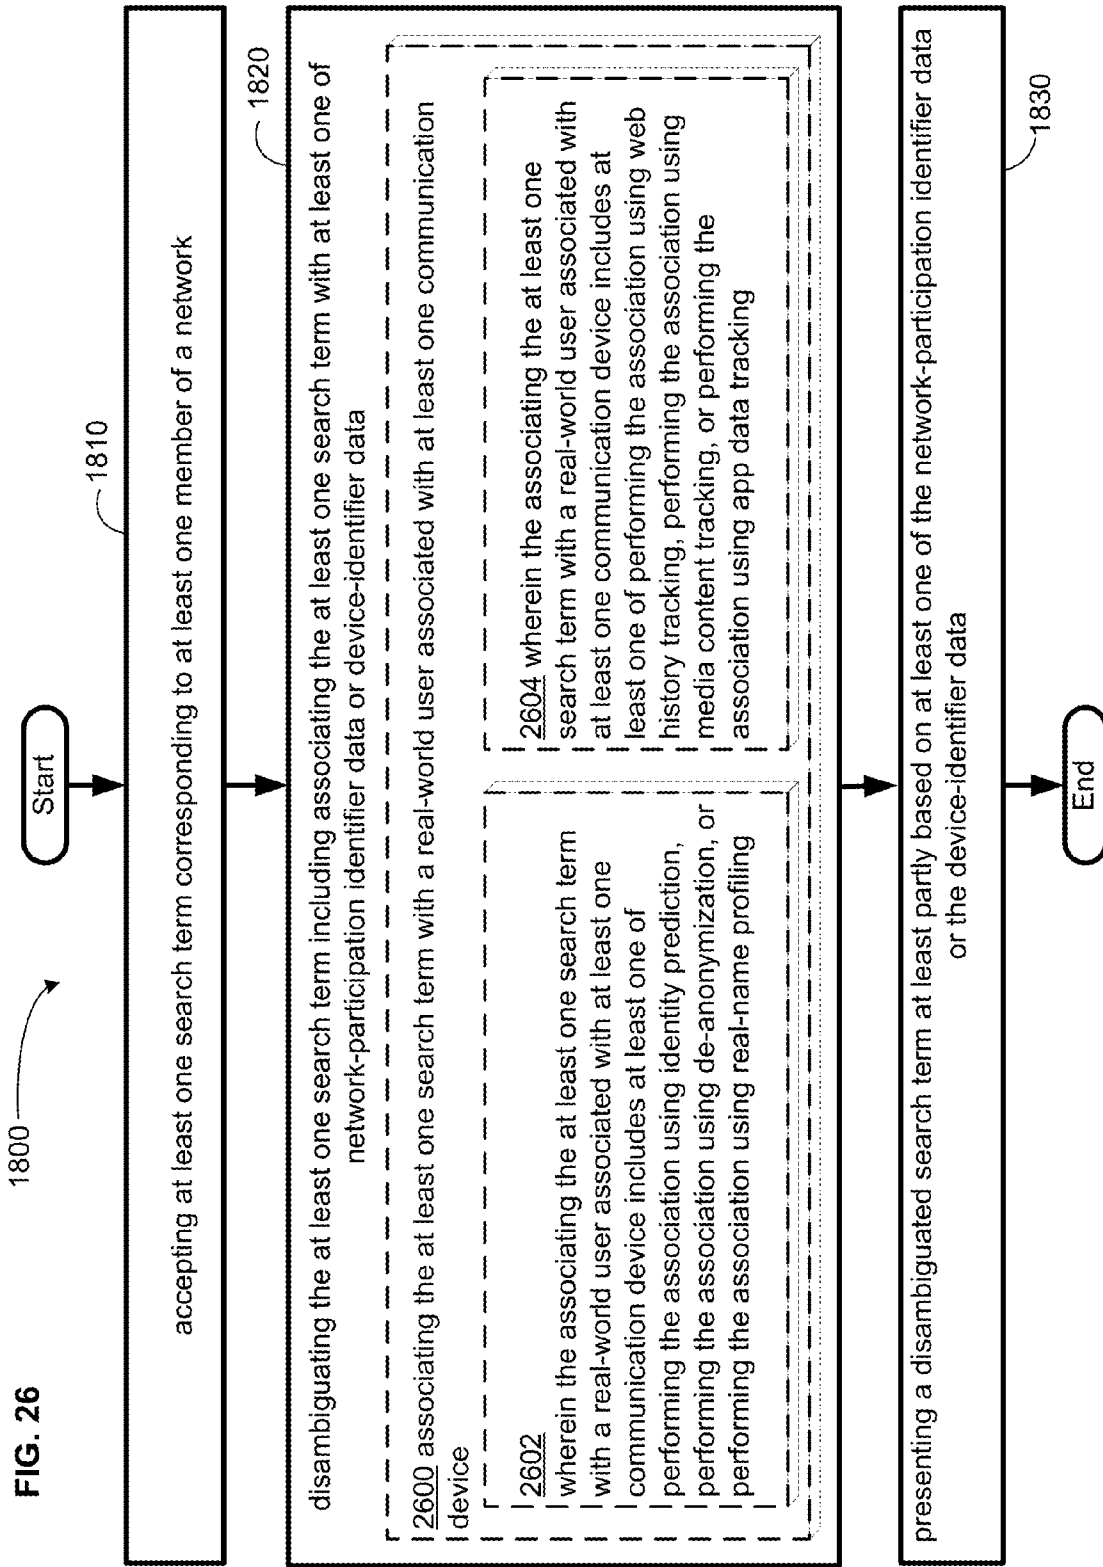 FIG. 26
1800
Start
1810
accepting at least one search term corresponding to at least one member of a network
1820
disambiguating the at least one search term including associating the at least one search term with at least one of
network-participation identifier data or device-identifier data
2600 associating the at least one search term with a real-world user associated with at least one communication
device
2602
wherein the associating the at least one search term
with a real-world user associated with at least one
communication device includes at least one of
performing the association using identity prediction,
performing the association using de-anonymization, or
performing the association using real-name profiling
2604 wherein the associating the at least one
search term with a real-world user associated with
at least one communication device includes at
least one of performing the association using web
history tracking, performing the association using
media content tracking, or performing the
association using app data tracking
presenting a disambiguated search term at least partly based on at least one of the network-participation identifier data
or the device-identifier data
1830
End